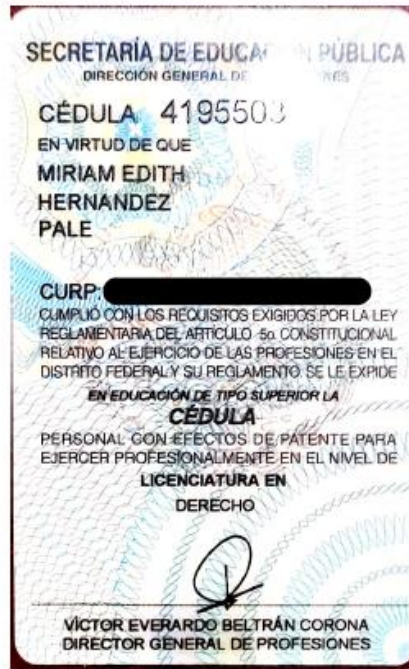 SECRETARÍA DE EDUCACIÓN PÚBLICA
DIRECCIÓN GENERAL DE
CÉDULA 4195503
EN VIRTUD DE QUE
MIRIAM EDITH
HERNANDEZ
PALE
CURP:
CUMPLIÓ CON LOS REQUISITOS EXIGIDOS POR LA LEY
REGLAMENTARIA DEL ARTÍCULO 5o. CONSTITUCIONAL
RELATIVO AL EJERCICIO DE LAS PROFESIONES EN EL
DISTRITO FEDERAL Y SU REGLAMENTO SE LE EXPIDE
EN EDUCACIÓN DE TIPO SUPERIOR LA
CÉDULA
PERSONAL CON EFECTOS DE PATENTE PARA
EJERCER PROFESIONALMENTE EN EL NIVEL DE
LICENCIATURA EN
DERECHO
VÍCTOR EVERARDO BELTRÁN CORONA
DIRECTOR GENERAL DE PROFESIONES